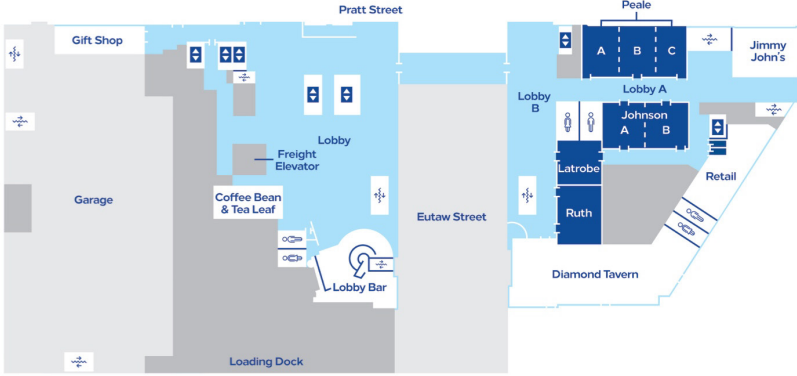 Pratt Street
Peale
Gift Shop
A
B
C
Jimmy
John's
Lobby A
Lobby
B
Johnson
A
B
Lobby
Freight
Elevator
Latrobe
Retail
Coffee Bean
& Tea Leaf
Garage
Eutaw Street
Ruth
Diamond Tavern
Lobby Bar
Loading Dock